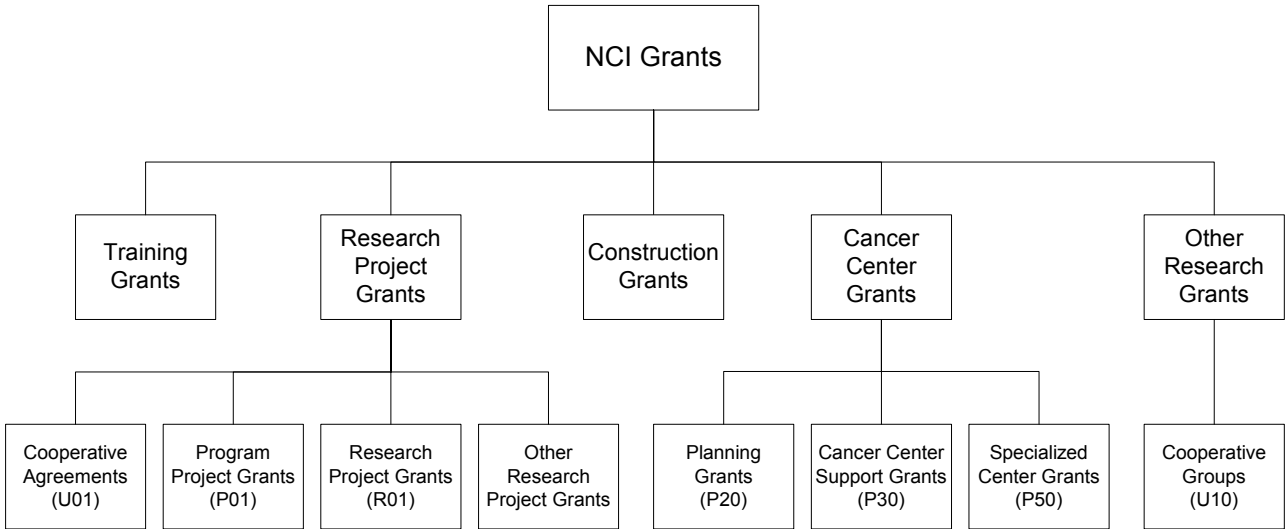 NCI Grants
Training
Grants
Research
Project
Grants
Construction
Grants
Cancer
Center
Grants
Other
Research
Grants
Cooperative
Agreements
(U01)
Program
Project Grants
(P01)
Research
Project Grants
(R01)
Other
Research
Project Grants
Planning
Grants
(P20)
Cancer Center
Support Grants
(P30)
Specialized
Center Grants
(P50)
Cooperative
Groups
(U10)